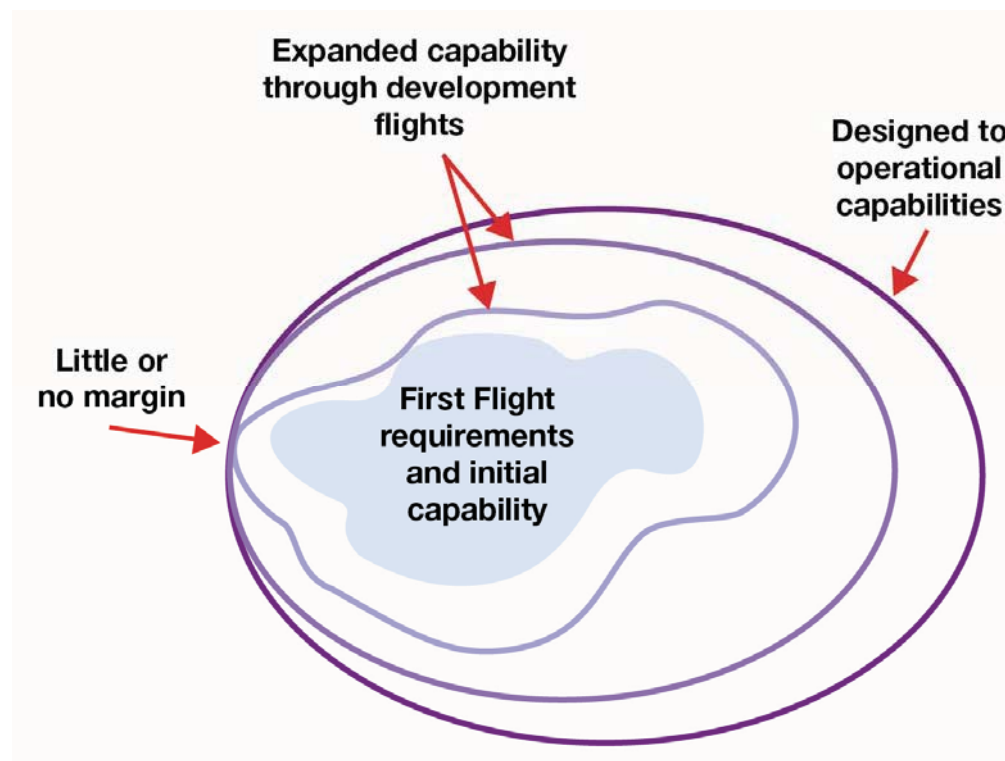 Expanded capability
through development
flights
Designed to
operational
capabilities
Little or
no margin
First Flight
requirements
and initial
capability